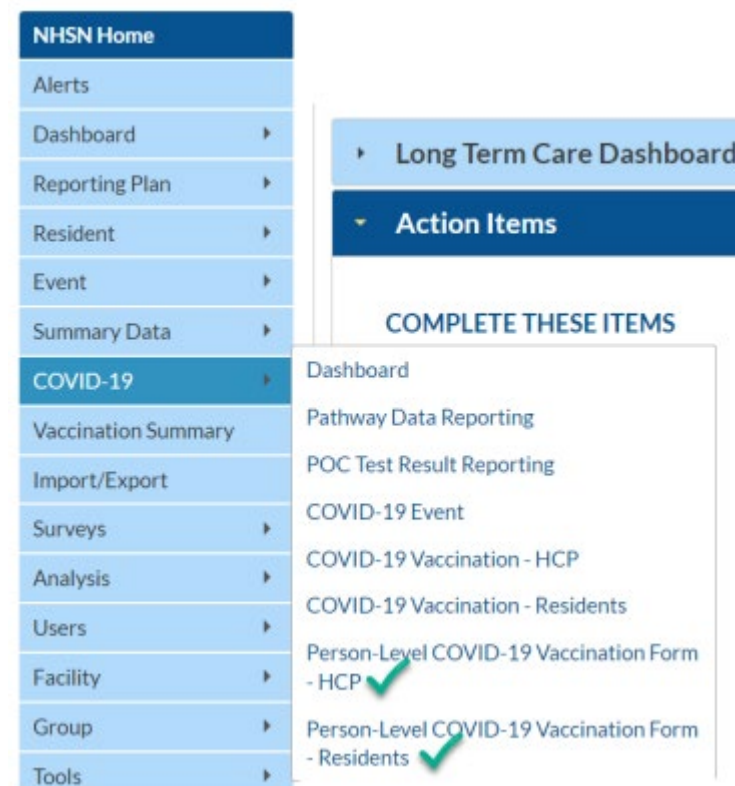 NHSN Home
Alerts
Dashboard
Reporting Plan
Resident
Event
Summary Data
COVID-19
Vaccination Summary
Import/Export
Surveys
Analysis
Users
Facility
Group
Tools
Long Term Care Dashboard
Action Items
COMPLETE THESE ITEMS
Dashboard
Pathway Data Reporting
POC Test Result Reporting
COVID-19 Event
COVID-19 Vaccination - HCP
COVID-19 Vaccination - Residents
Person-Level COVID-19 Vaccination Form
- HCP
Person-Level COVID-19 Vaccination Form
- Residents